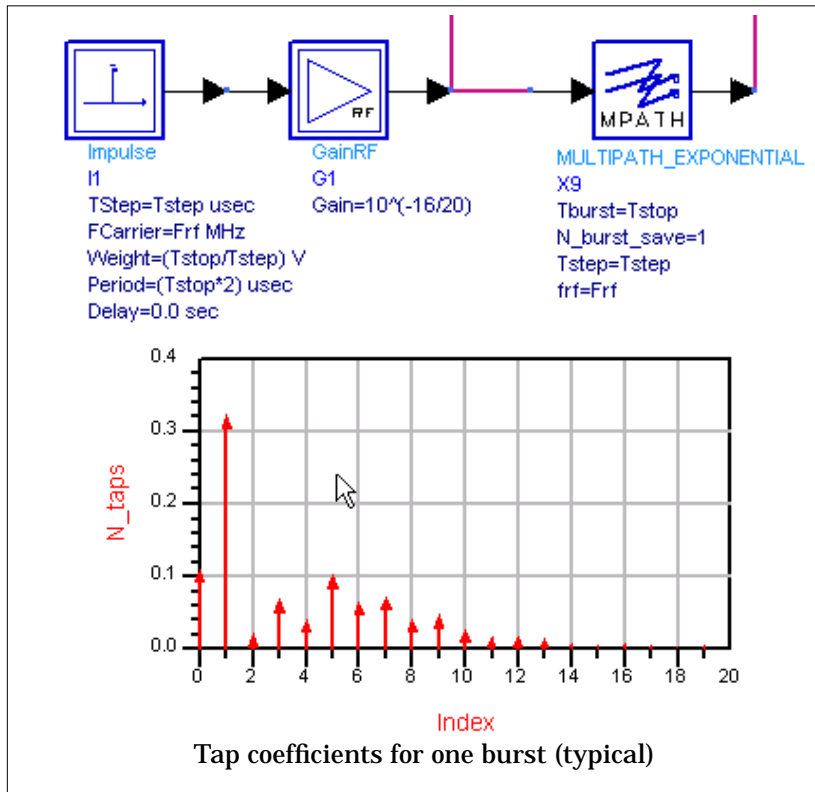 RF
MPATH
Impulse
I1
TStep=Tstep usec
FCarrier=Frf MHz
Weight=(Tstop/Tstep) V
Period=(Tstop*2) usec
Delay=0.0 sec
GainRF
G1
Gain=10^(-16/20)
MULTIPATH_EXPONENTIAL
X9
Tburst=Tstop
N_burst_save=1
Tstep=Tstep
frf=Frf
0.4
0.3
0.2
0.1
0.0
N_taps
0 2 4 6 8 10 12 14 16 18 20
Index
Tap coefficients for one burst (typical)